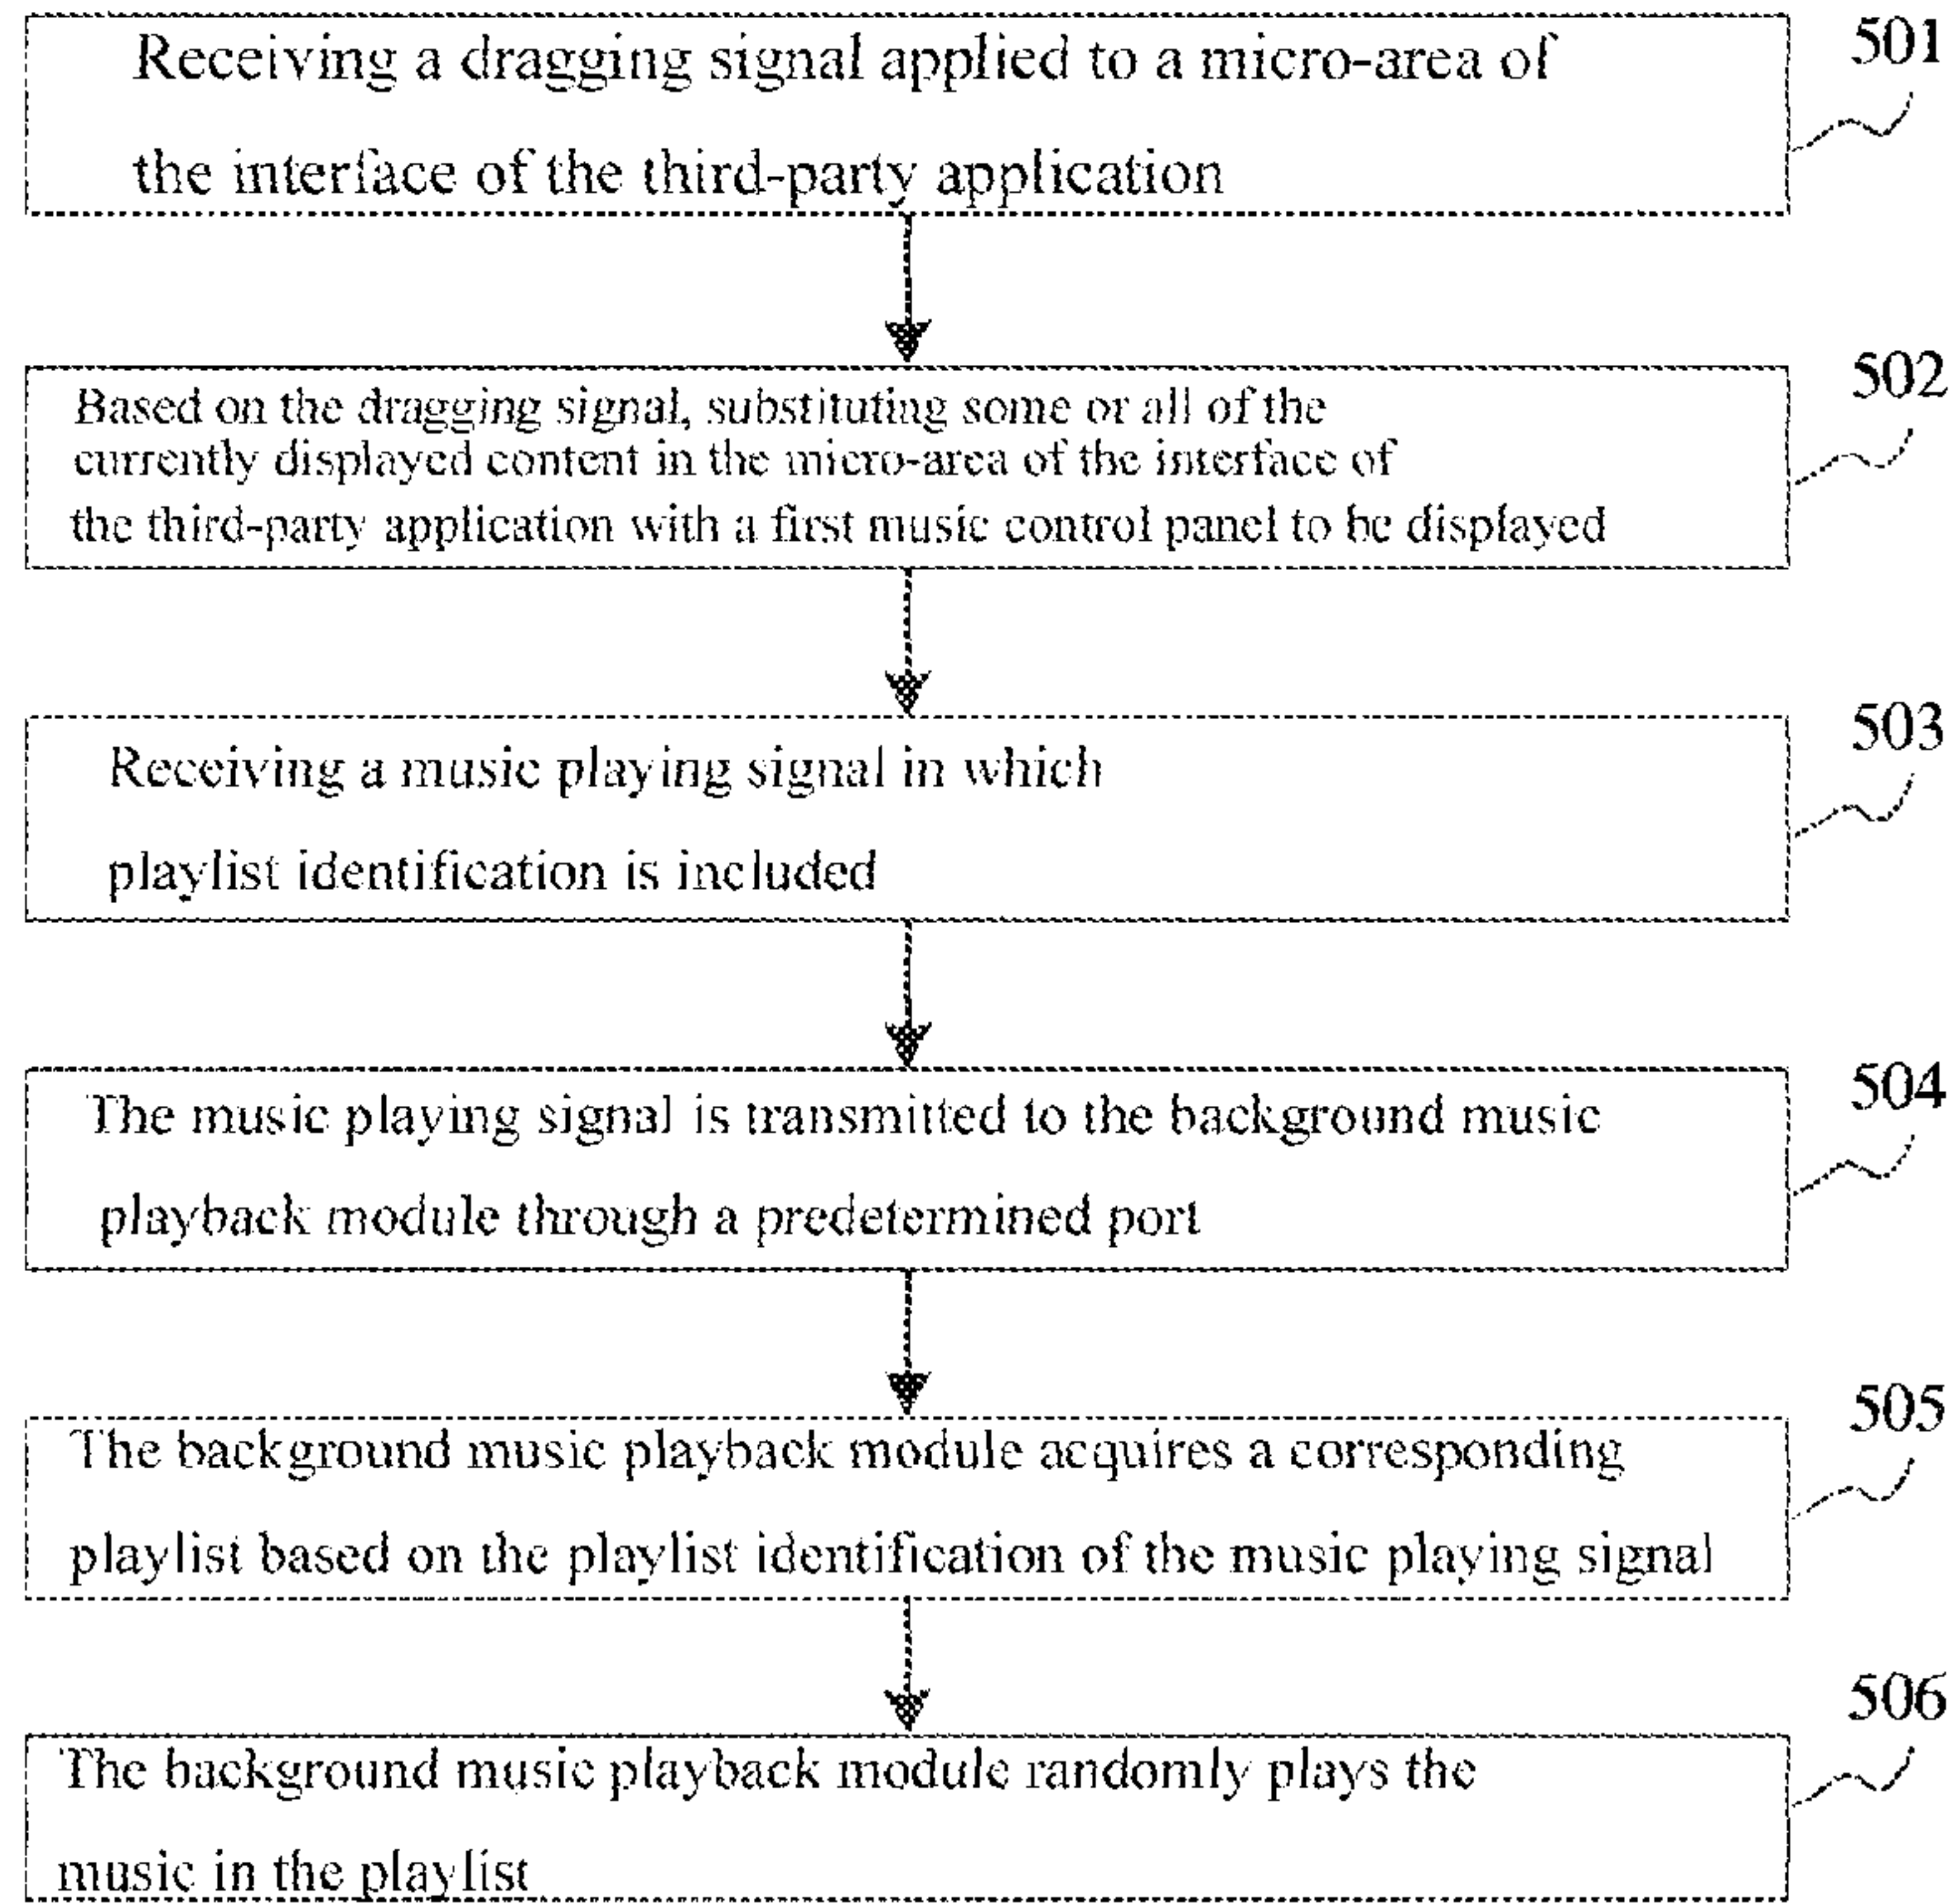 Receiving a dragging signal applied to a micro-area of
the interface of the third-party application
501
Based on the dragging signal, substituting some or all of the
currently displayed content in the micro-area of the interface of
the third-party application with a first music control panel to be displayed
502
Receiving a music playing signal in which
playlist identification is included
503
The music playing signal is transmitted to the background music
playback module through a predetermined port
504
The background music playback module acquires a corresponding
playlist based on the playlist identification of the music playing signal
505
The background music playback module randomly plays the
music in the playlist
506